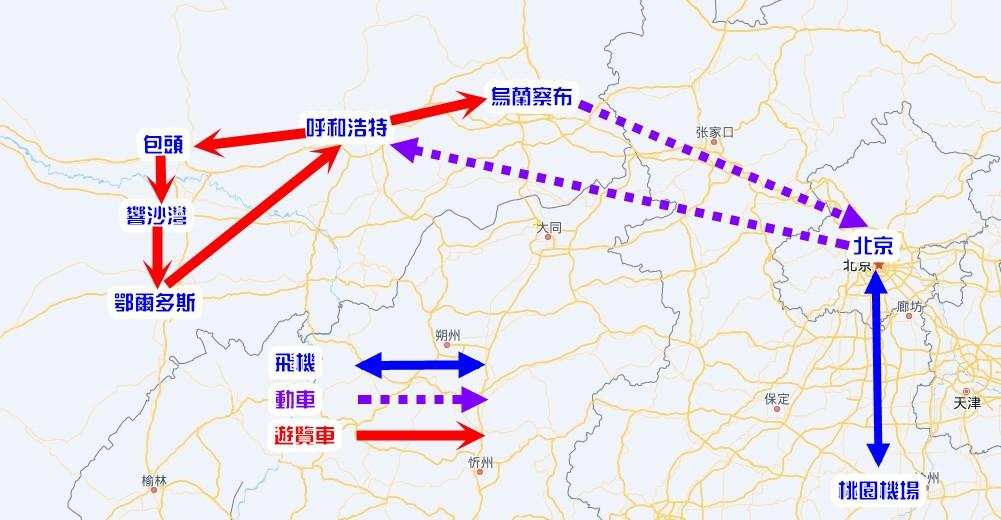 烏蘭察布
呼和浩特
张家口
包頭
響沙灣
大同
北京
北京
鄂爾多斯
廊坊
朔州
飛機
動車
保定
天津
遊覽車
忻州
榆林
桃園機場
州